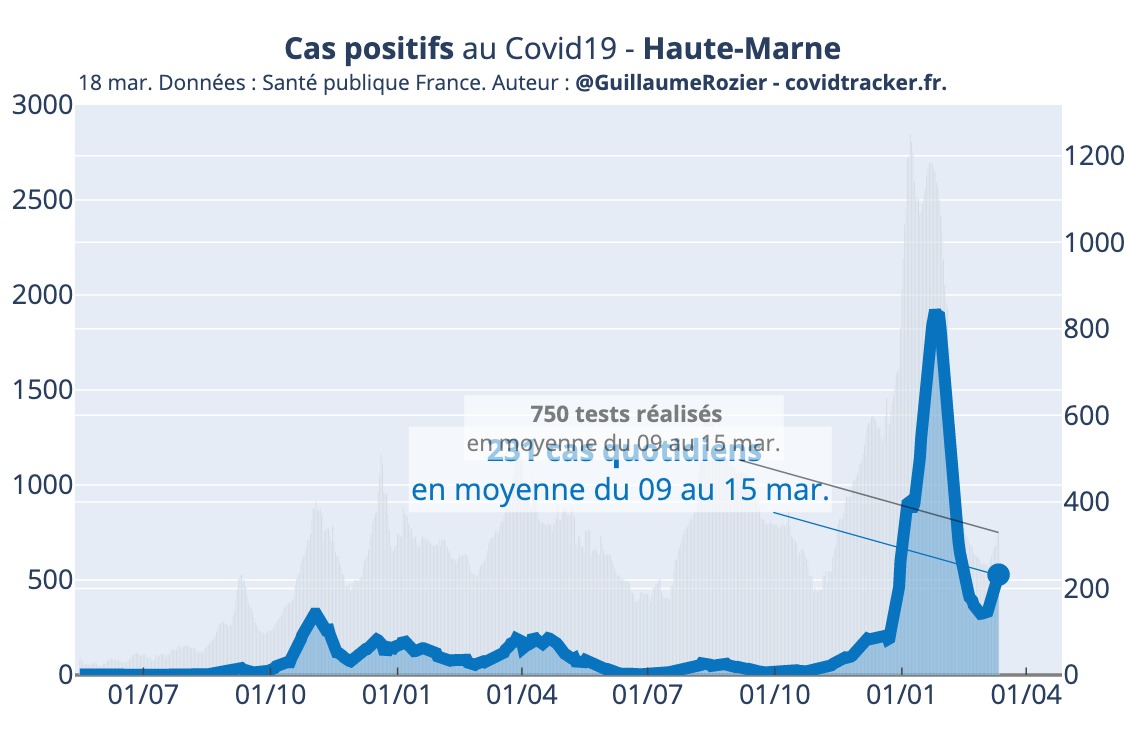 Cas positifs au Covid19 - Haute-Marne
18 mar. Données : Santé publique France. Auteur : @GuillaumeRozier - covidtracker.fr.
3000
2500
2000
1500
1000
500
0
1200
1000
800
600
400
200
0
750 tests réalisés
en moyenne du 09 au 15 mar.
231 cas quotidiens
en moyenne du 09 au 15 mar.
01/07 01/10 01/01 01/04 01/07 01/10 01/01 01/04